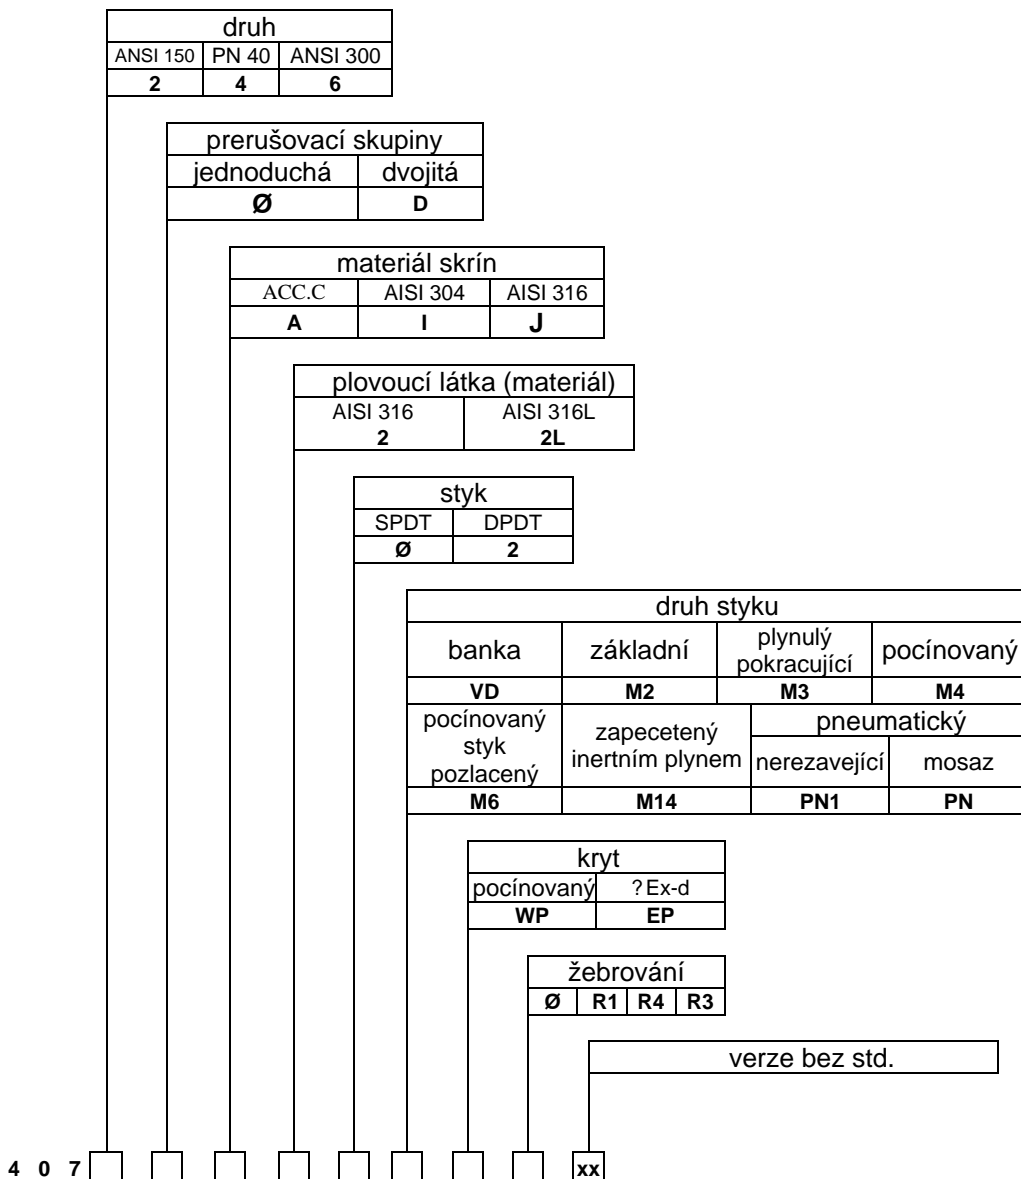 druh
ANSI 150 PN 40 ANSI 300
2 4 6
prerušovací skupiny
jednoduchá dvojitá
Ø D
materiál skrín
ACC.C AISI 304 AISI 316
A I J
plovoucí látka (materiál)
AISI 316 AISI 316L
2 2L
styk
SPDT DPDT
Ø 2
druh styku
banka základní plynulý pokracující pocínovaný
VD M2 M3 M4
pocínovaný styk pozlacený zapecetený inertním plynem pneumatický
nerezavející mosaz
M6 M14 PN1 PN
kryt
pocínovaný ?Ex-d
WP EP
žebrování
Ø R1 R4 R3
verze bez std.
4 0 7 xx